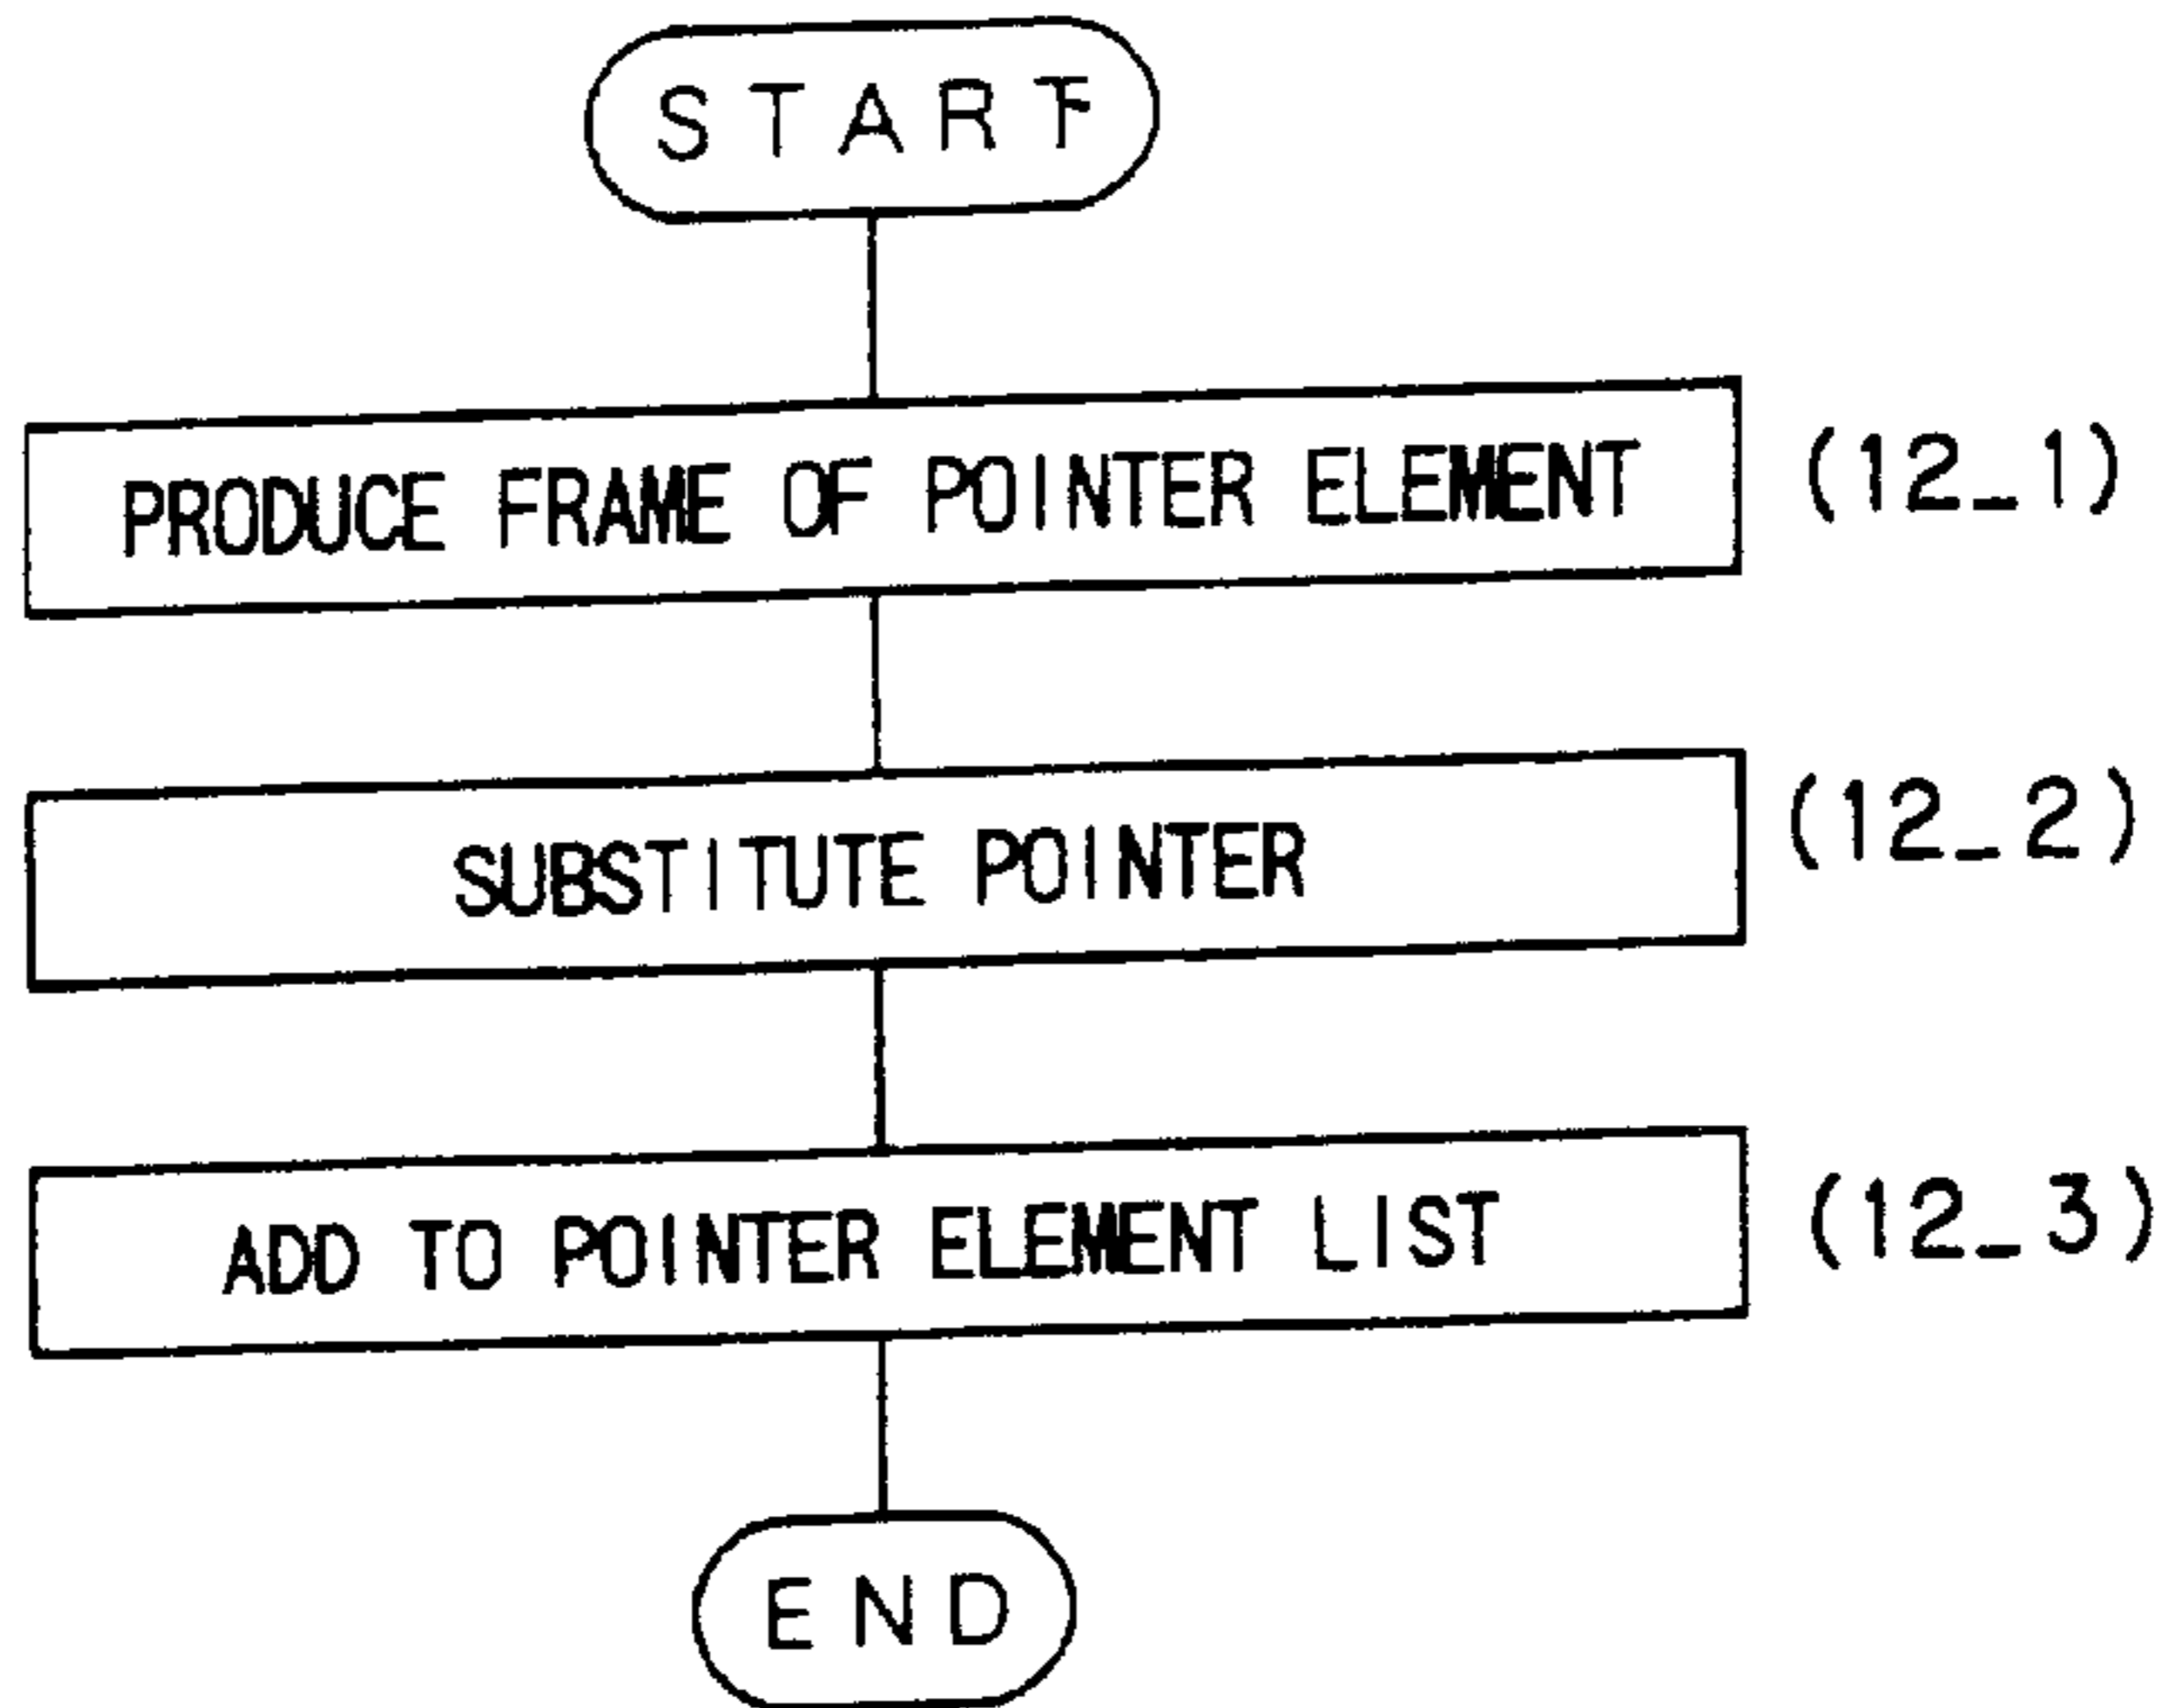 START
PRODUCE FRAME OF POINTER ELEMENT (12_1)
SUBSTITUTE POINTER (12_2)
ADD TO POINTER ELEMENT LIST (12_3)
END